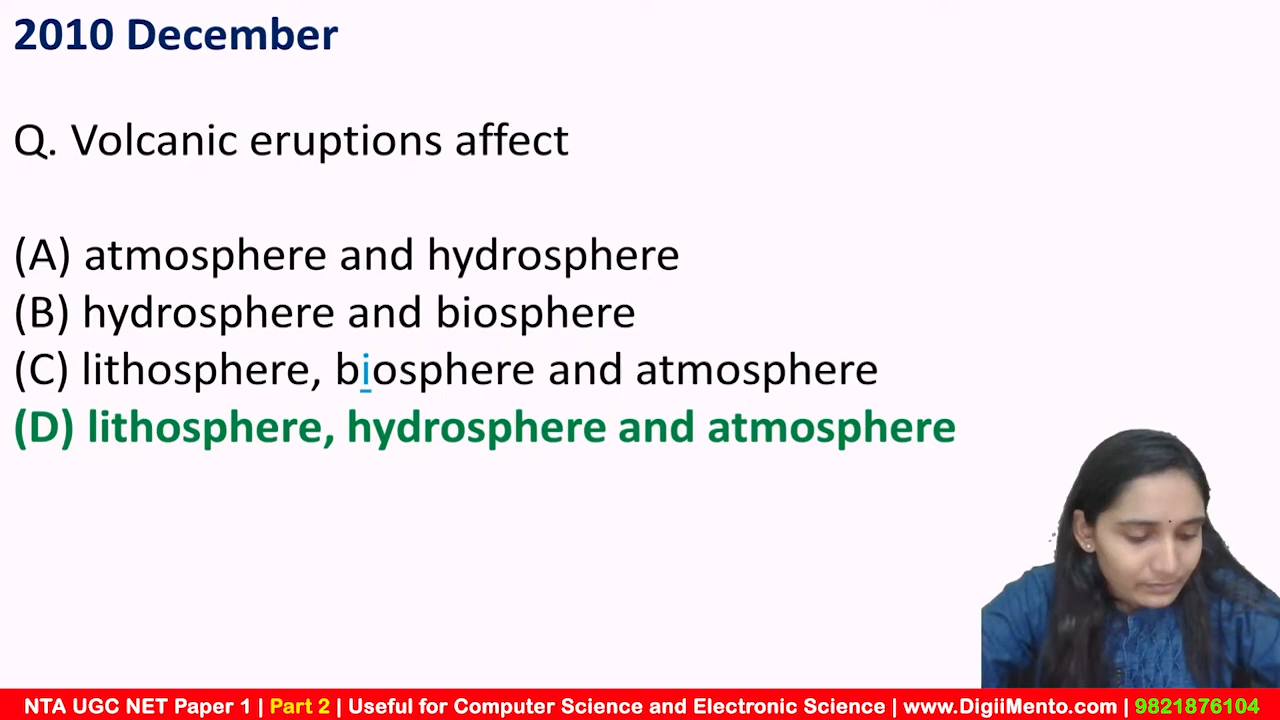 2010 December
Q. Volcanic eruptions affect
(A) atmosphere and hydrosphere
(B) hydrosphere and biosphere
(C) lithosphere, biosphere and atmosphere
(D) lithosphere, hydrosphere and atmosphere
NTA UGC NET Paper 1 | Part 2 | Useful for Computer Science and Electronic Science | www.DigiiMento.com | 9821876104